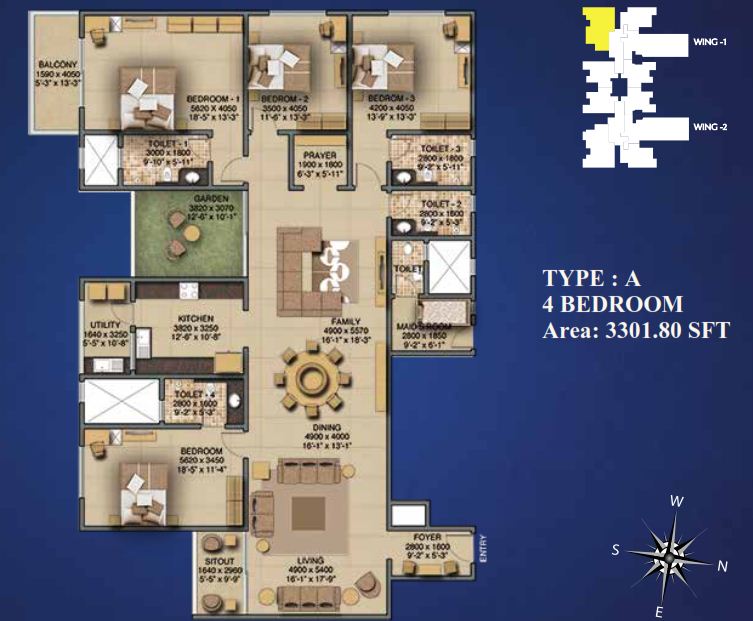 BALCONY
1590 x 4050
5'-3" x 13'-3"
BEDROOM - 1
5620 X 4050
18'-5" x 13'-3"
BEDROM - 2
3500 x 4050
11'-6" x 13'-3"
BEDROOM - 3
4200 x 4050
13'-9" x 13'-3"
WING -1
WING -2
TOILET - 1
3000 x 1800
9'-10" x 5'-11"
PRAYER
1900 x 1800
6'-3" x 5'-11"
TOILET - 3
2800 x 1800
9'-2" x 5'-11"
GARDEN
3820 x 3070
12'-6" x 10'-1"
TOILET - 2
2800 x 1600
9'-2" x 5'-3"
TOILET
TYPE : A
4 BEDROOM
Area: 3301.80 SFT
UTILITY
1640 x 3250
5'-5" x 10'-8"
KITCHEN
3820 x 3250
12'-6" x 10'-8"
FAMILY
4900 x 5570
16'-1" x 18'-3"
MAID'S ROOM
2800 x 1850
9'-2" x 6'-1"
TOILET - 4
2800 x 1600
9'-2" x 5'-3"
DINING
4900 x 4000
16'-1" x 13'-1"
BEDROOM
5620 x 3450
18'-5" x 11'-4"
SITOUT
1640 x 2960
5'-5" x 9'-9"
LIVING
4900 x 5400
16'-1" x 17'-9"
FOYER
2800 x 1600
9'-2" x 5'-3"
ENTRY
W
S
N
E